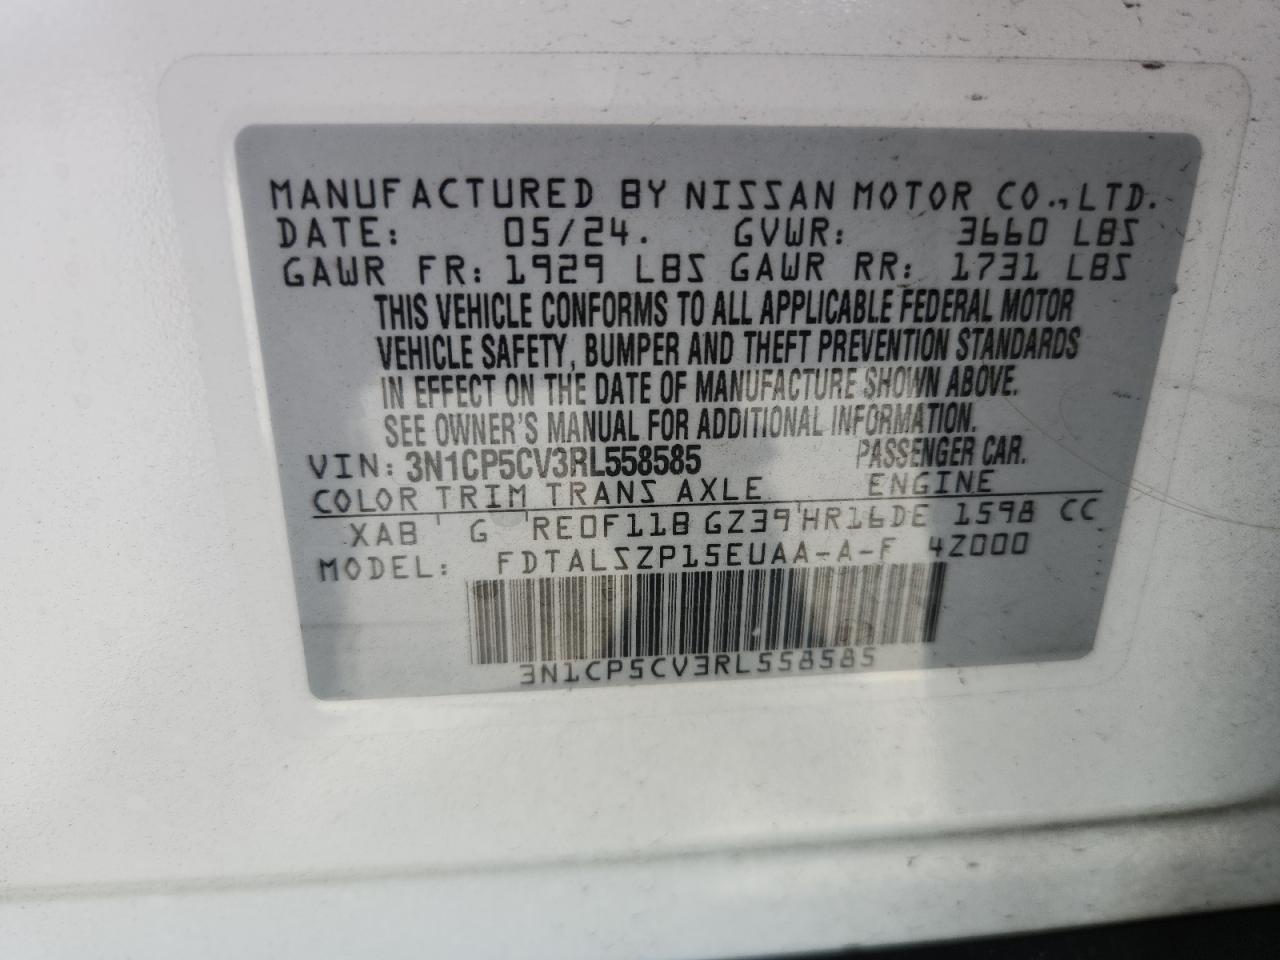 MANUFACTURED BY NISSAN MOTOR CO., LTD.
DATE: 05/24. GVWR: 3660 LBS
GAWR FR: 1929 LBS GAWR RR: 1731 LBS
THIS VEHICLE CONFORMS TO ALL APPLICABLE FEDERAL MOTOR
VEHICLE SAFETY, BUMPER AND THEFT PREVENTION STANDARDS
IN EFFECT ON THE DATE OF MANUFACTURE SHOWN ABOVE.
SEE OWNER'S MANUAL FOR ADDITIONAL INFORMATION.
VIN: 3N1CP5CV3RL558585 PASSENGER CAR.
COLOR TRIM TRANS AXLE ENGINE
XAB ' G ' RE0F11B GZ39 ' HR16DE 1598 CC
MODEL: FDTALSZP15EUAA-A-F 4Z000
3N1CP5CV3RL558585